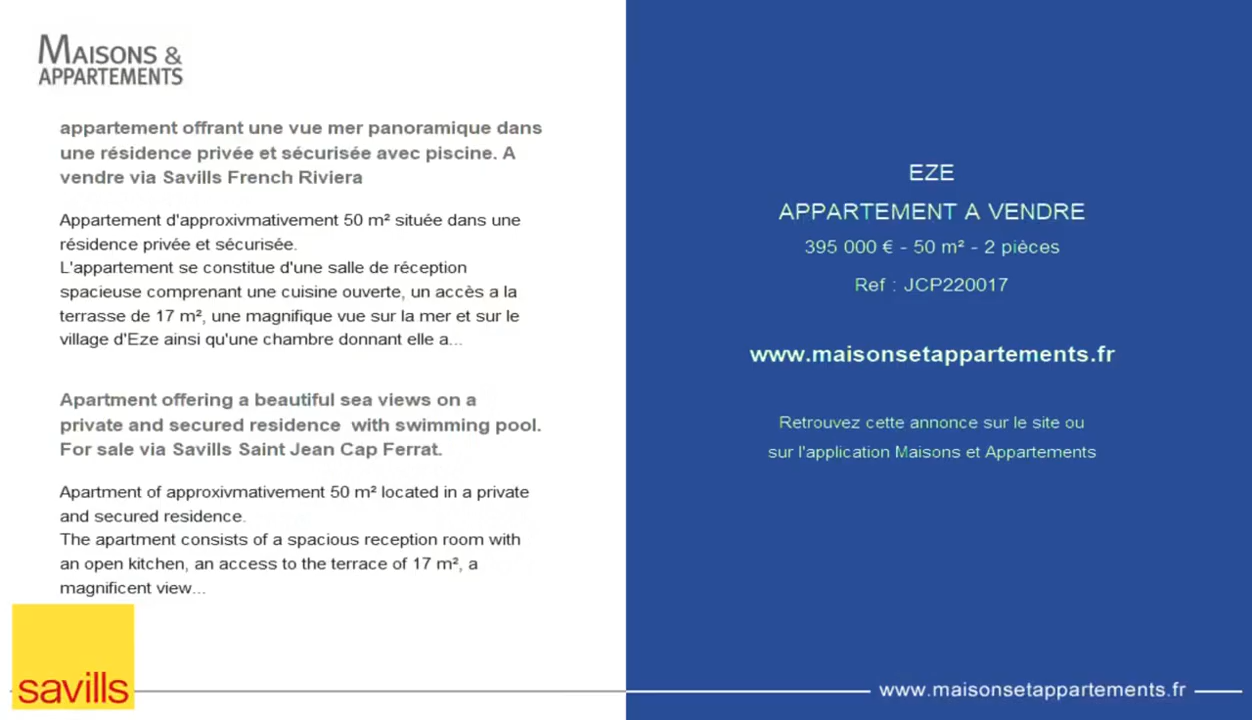 MAISONS &
APPARTEMENTS
appartement offrant une vue mer panoramique dans
une résidence privée et sécurisée avec piscine. A
vendre via Savills French Riviera
Appartement d'approxivmativement 50 m² située dans une
résidence privée et sécurisée.
L'appartement se constitue d'une salle de réception
spacieuse comprenant une cuisine ouverte, un accès a la
terrasse de 17 m², une magnifique vue sur la mer et sur le
village d'Eze ainsi qu'une chambre donnant elle a...
Apartment offering a beautiful sea views on a
private and secured residence  with swimming pool.
For sale via Savills Saint Jean Cap Ferrat.
Apartment of approxivmativement 50 m² located in a private
and secured residence.
The apartment consists of a spacious reception room with
an open kitchen, an access to the terrace of 17 m², a
magnificent view...
savills
EZE
APPARTEMENT A VENDRE
395 000 € - 50 m² - 2 pièces
Ref : JCP220017
www.maisonsetappartements.fr
Retrouvez cette annonce sur le site ou
sur l'application Maisons et Appartements
www.maisonsetappartements.fr